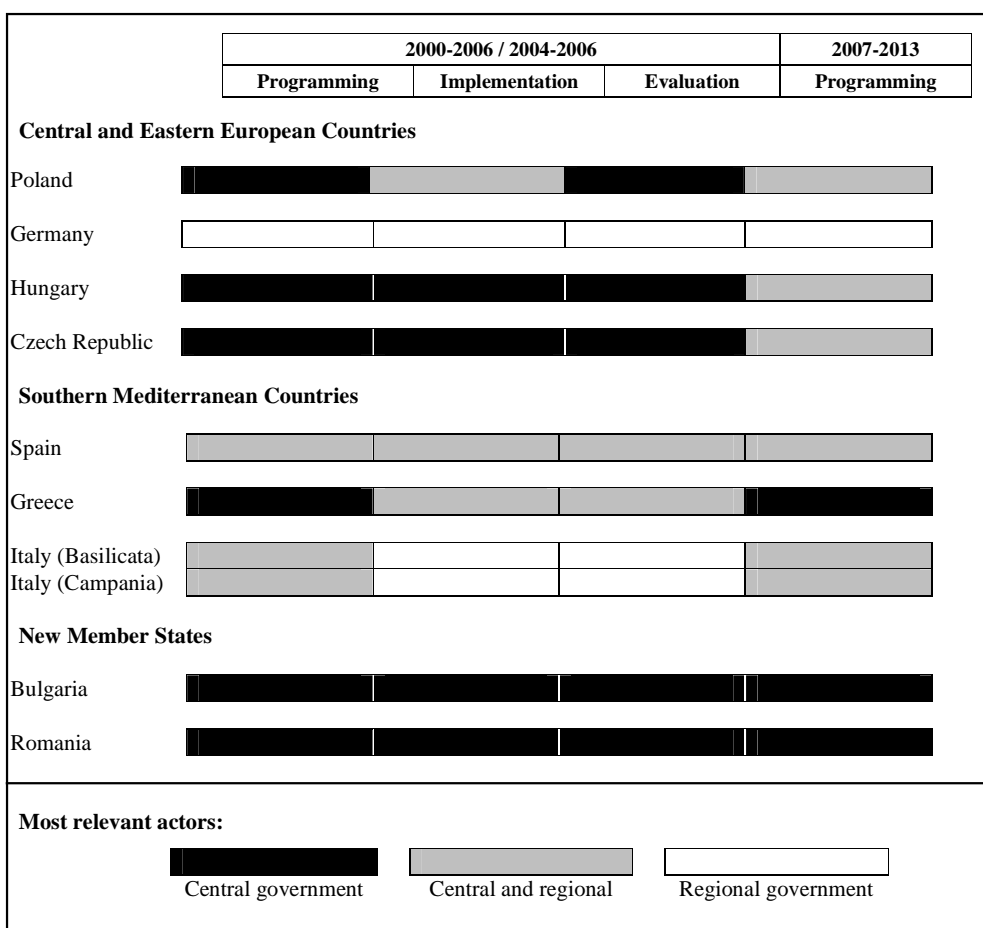 2000-2006 / 2004-2006 2007-2013
Programming Implementation Evaluation Programming
Central and Eastern European Countries
Poland
Germany
Hungary
Czech Republic
Southern Mediterranean Countries
Spain
Greece
Italy (Basilicata)
Italy (Campania)
New Member States
Bulgaria
Romania
Most relevant actors:
Central government Central and regional Regional government